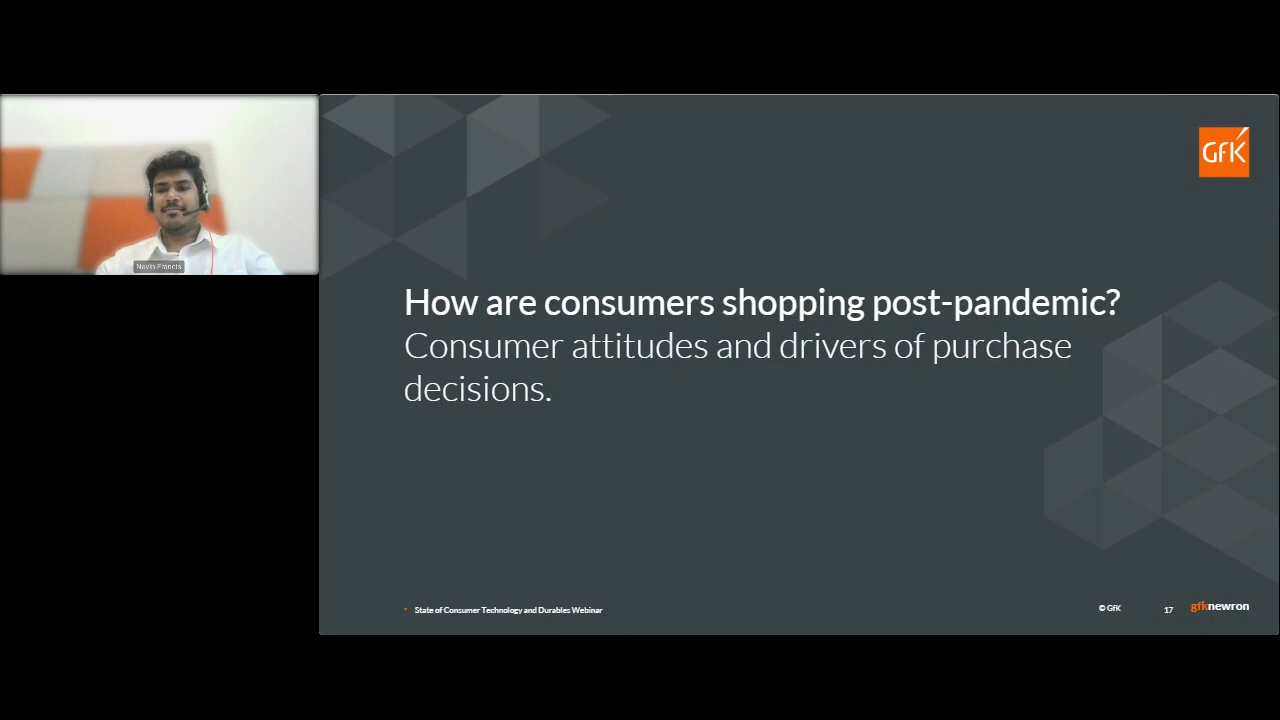 Nevin Francis
GfK
How are consumers shopping post-pandemic?
Consumer attitudes and drivers of purchase
decisions.
State of Consumer Technology and Durables Webinar
© GfK
17
gfknewron